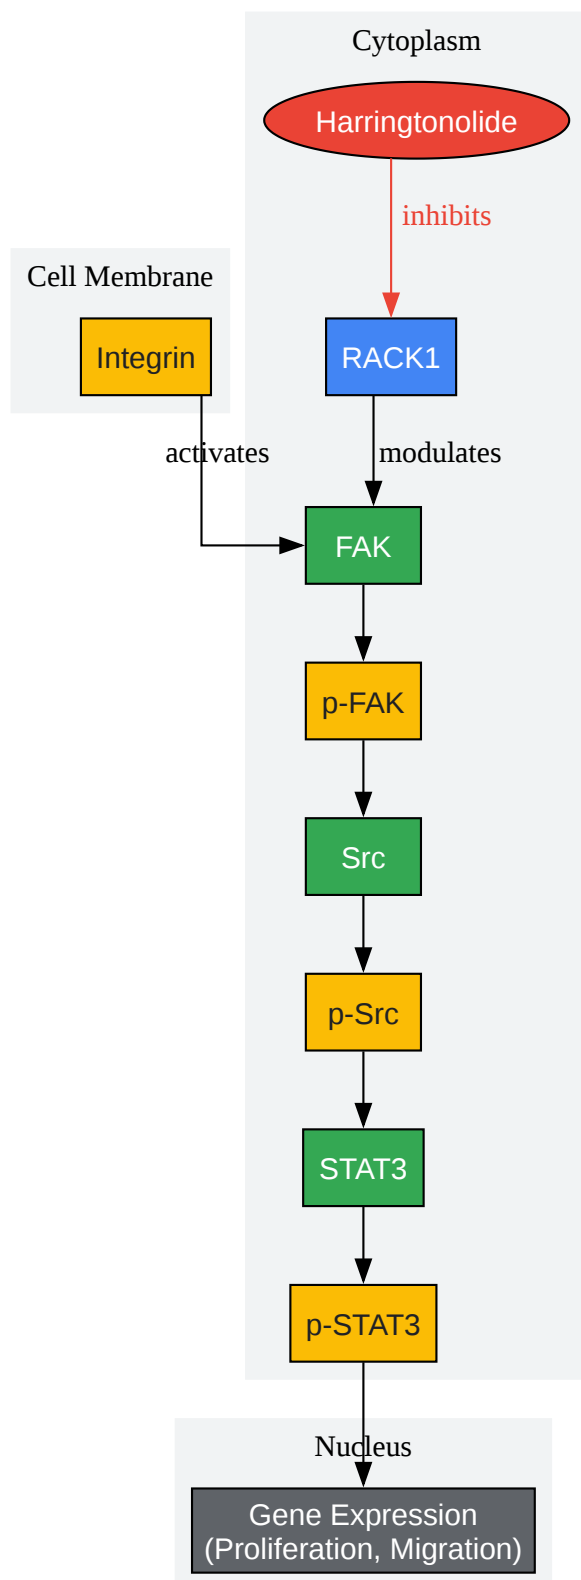 Cytoplasm
Harringtonolide
inhibits
Cell Membrane
Integrin
RACK1
activates
modulates
FAK
p-FAK
Src
p-Src
STAT3
p-STAT3
Nucleus
Gene Expression
(Proliferation, Migration)